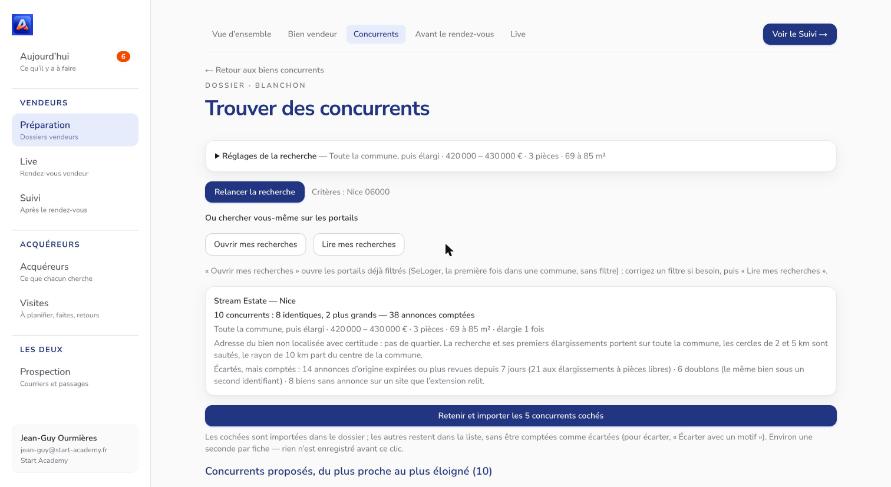 Aujourd'hui
6
Ce qu'il y a à faire
VENDEURS
Préparation
Dossiers vendeurs
Live
Rendez-vous vendeur
Suivi
Après le rendez-vous
ACQUÉREURS
Acquéreurs
Ce que chacun cherche
Visites
À planifier, faites, retours
LES DEUX
Prospection
Courriers et passages
Jean-Guy Ourmières
jean-guy@start-academy.fr
Start Academy
Vue d'ensemble
Bien vendeur
Concurrents
Avant le rendez-vous
Live
Voir le Suivi →
← Retour aux biens concurrents
DOSSIER · BLANCHON
Trouver des concurrents
▶ Réglages de la recherche — Toute la commune, puis élargi · 420 000 – 430 000 € · 3 pièces · 69 à 85 m²
Relancer la recherche
Critères : Nice 06000
Ou chercher vous-même sur les portails
Ouvrir mes recherches
Lire mes recherches
« Ouvrir mes recherches » ouvre les portails déjà filtrés (SeLoger, la première fois dans une commune, sans filtre) ; corrigez un filtre si besoin, puis « Lire mes recherches ».
Stream Estate — Nice
10 concurrents : 8 identiques, 2 plus grands — 38 annonces comptées
Toute la commune, puis élargi · 420 000 – 430 000 € · 3 pièces · 69 à 85 m² · élargie 1 fois
Adresse du bien non localisée avec certitude : pas de quartier. La recherche et ses premiers élargissements portent sur toute la commune, les cercles de 2 et 5 km sont
sautés, le rayon de 10 km part du centre de la commune.
Écartés, mais comptés : 14 annonces d'origine expirées ou plus revues depuis 7 jours (21 aux élargissements à pièces libres) · 6 doublons (le même bien sous un
second identifiant) · 8 biens sans annonce sur un site que l'extension relit.
Retenir et importer les 5 concurrents cochés
Les cochées sont importées dans le dossier ; les autres restent dans la liste, sans être comptées comme écartées (pour écarter, « Écarter avec un motif »). Environ une
seconde par fiche — rien n'est enregistré avant ce clic.
Concurrents proposés, du plus proche au plus éloigné (10)